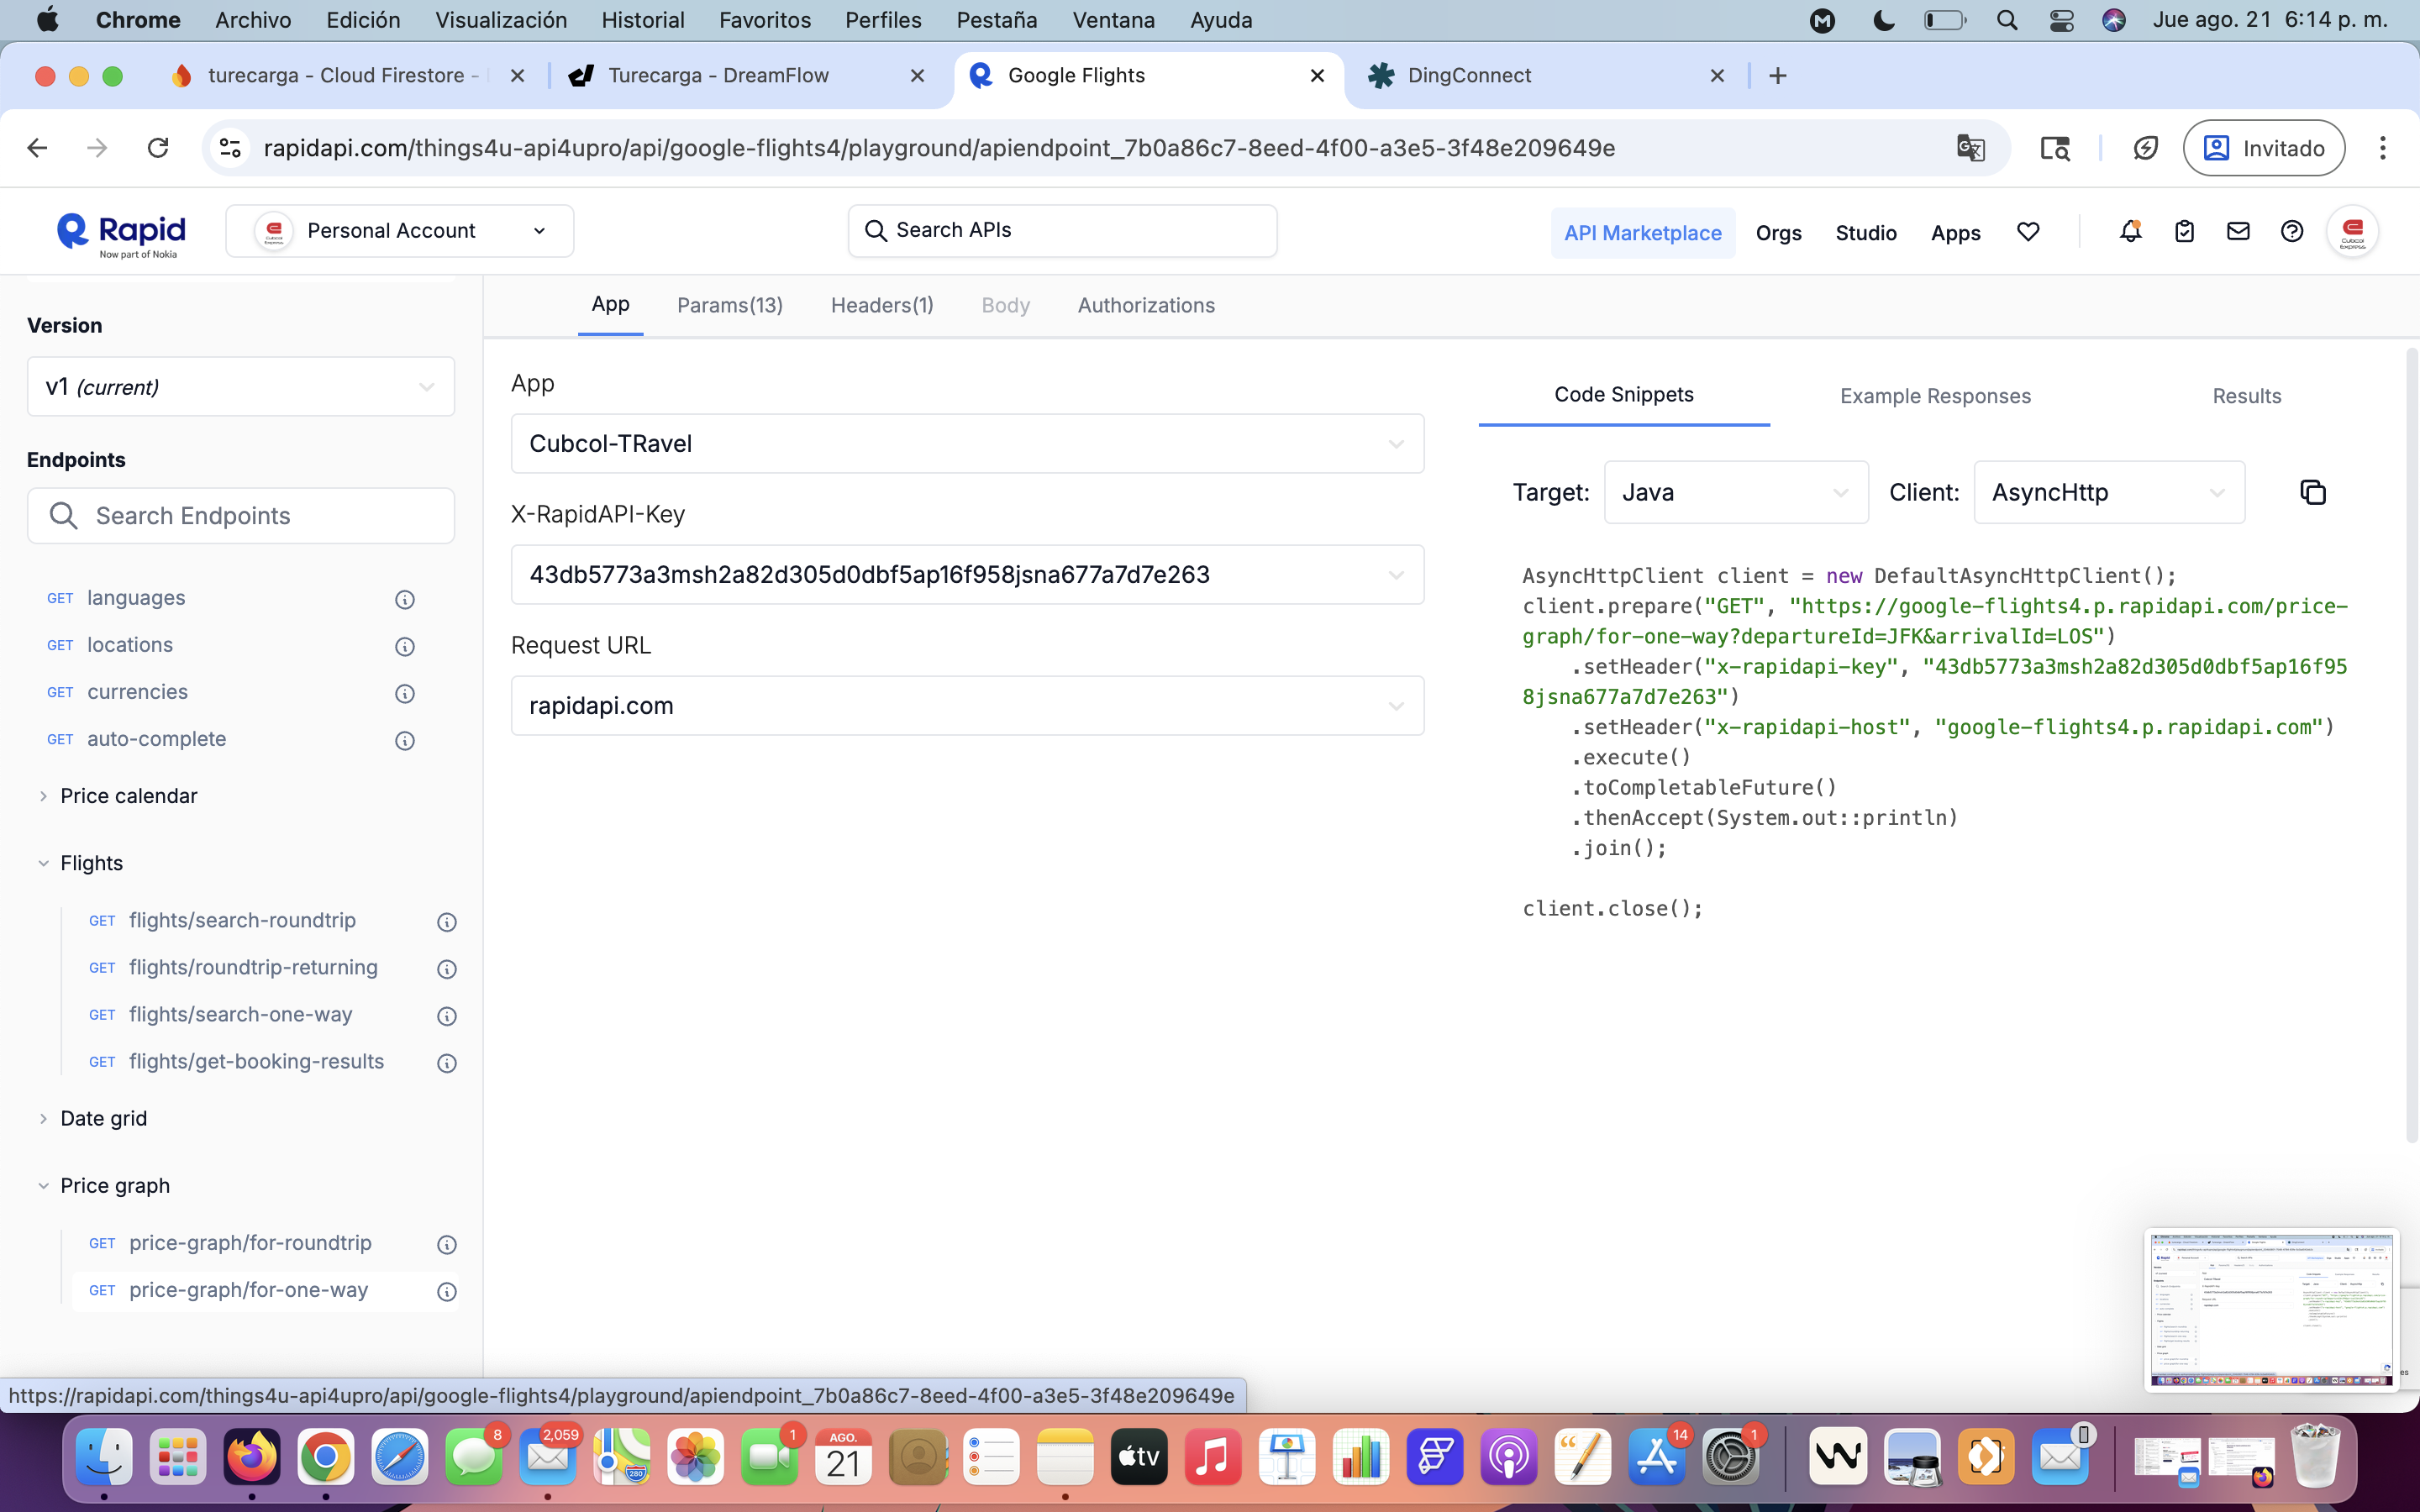 Chrome Archivo Edición Visualización Historial Favoritos Perfiles Pestaña Ventana Ayuda Jue ago. 21 6:14 p. m.
turecarga - Cloud Firestore - Turecarga - DreamFlow Google Flights DingConnect
rapidapi.com/things4u-api4upro/api/google-flights4/playground/apiendpoint_7b0a86c7-8eed-4f00-a3e5-3f48e209649e Invitado
Rapid
Now part of Nokia
Personal Account
Search APIs
API Marketplace Orgs Studio Apps
Version
v1 (current)
Endpoints
Search Endpoints
GET languages
GET locations
GET currencies
GET auto-complete
Price calendar
Flights
GET flights/search-roundtrip
GET flights/roundtrip-returning
GET flights/search-one-way
GET flights/get-booking-results
Date grid
Price graph
GET price-graph/for-roundtrip
GET price-graph/for-one-way
App Params(13) Headers(1) Body Authorizations
App
Cubcol-TRavel
X-RapidAPI-Key
43db5773a3msh2a82d305d0dbf5ap16f958jsna677a7d7e263
Request URL
rapidapi.com
Code Snippets Example Responses Results
Target: Java Client: AsyncHttp
AsyncHttpClient client = new DefaultAsyncHttpClient();
client.prepare("GET", "https://google-flights4.p.rapidapi.com/price-
graph/for-one-way?departureId=JFK&arrivalId=LOS")
.setHeader("x-rapidapi-key", "43db5773a3msh2a82d305d0dbf5ap16f95
8jsna677a7d7e263")
.setHeader("x-rapidapi-host", "google-flights4.p.rapidapi.com")
.execute()
.toCompletableFuture()
.thenAccept(System.out::println)
.join();
client.close();
https://rapidapi.com/things4u-api4upro/api/google-flights4/playground/apiendpoint_7b0a86c7-8eed-4f00-a3e5-3f48e209649e
8 2,059 280 1 AGO. 21 tv 14 1